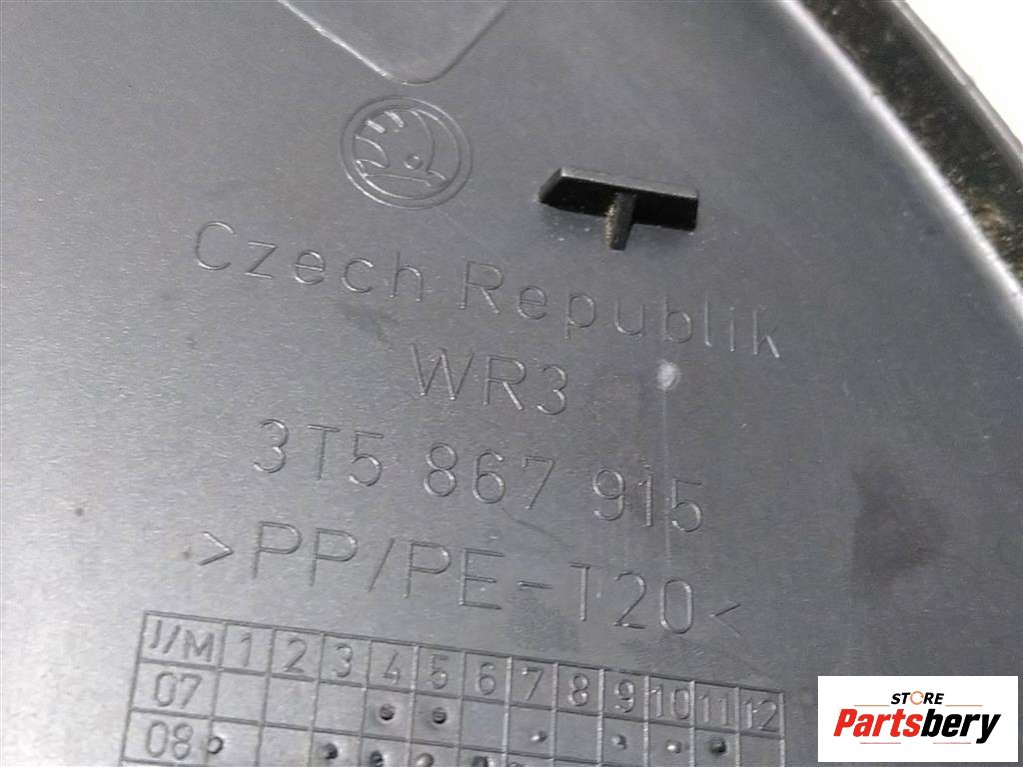 Czech Republik
WR3
3T5 867 915
>PP/PE-T20<
J/M 1 2 3 4 5 6 7 8 9 10 11 12
07
08
STORE
Partsbery